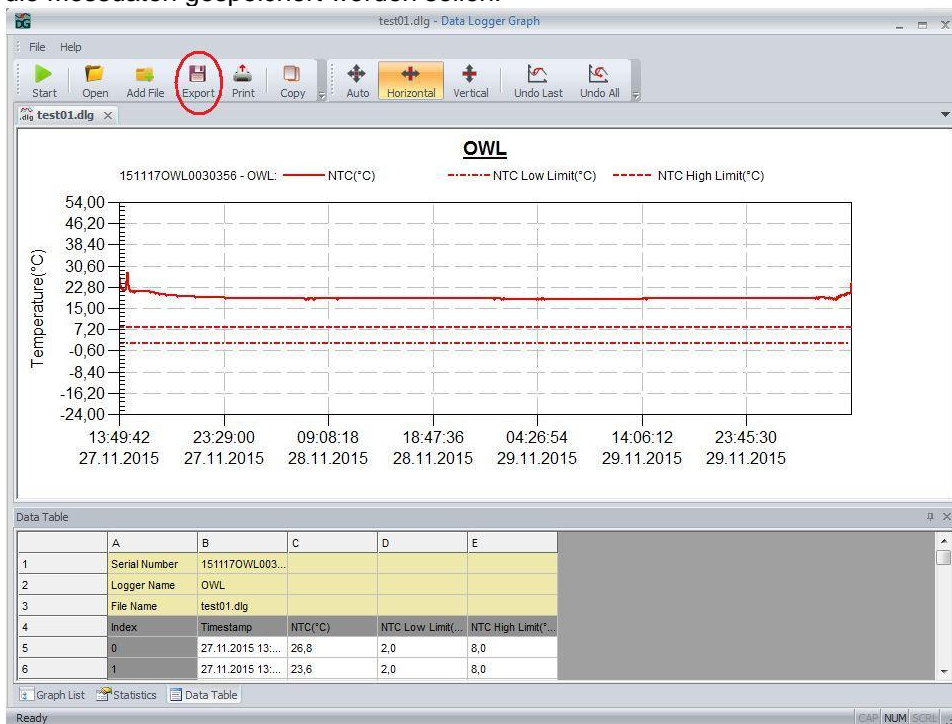 die Messdaten gespeichert werden sollen.
test01.dlg - Data Logger Graph
File Help
Start Open Add File Export Print Copy Auto Horizontal Vertical Undo Last Undo All
test01.dlg
OWL
151117OWL0030356 - OWL: NTC(°C) NTC Low Limit(°C) NTC High Limit(°C)
Temperature(°C)
54,00
46,20
38,40
30,60
22,80
15,00
7,20
-0,60
-8,40
-16,20
-24,00
13:49:42 23:29:00 09:08:18 18:47:36 04:26:54 14:06:12 23:45:30
27.11.2015 27.11.2015 28.11.2015 28.11.2015 29.11.2015 29.11.2015 29.11.2015
Data Table
A B C D E
1 Serial Number 151117OWL003...
2 Logger Name OWL
3 File Name test01.dlg
4 Index Timestamp NTC(°C) NTC Low Limit(... NTC High Limit(°...
5 0 27.11.2015 13:... 26,8 2,0 8,0
6 1 27.11.2015 13:... 23,6 2,0 8,0
Graph List Statistics Data Table
Ready CAP NUM SCRL